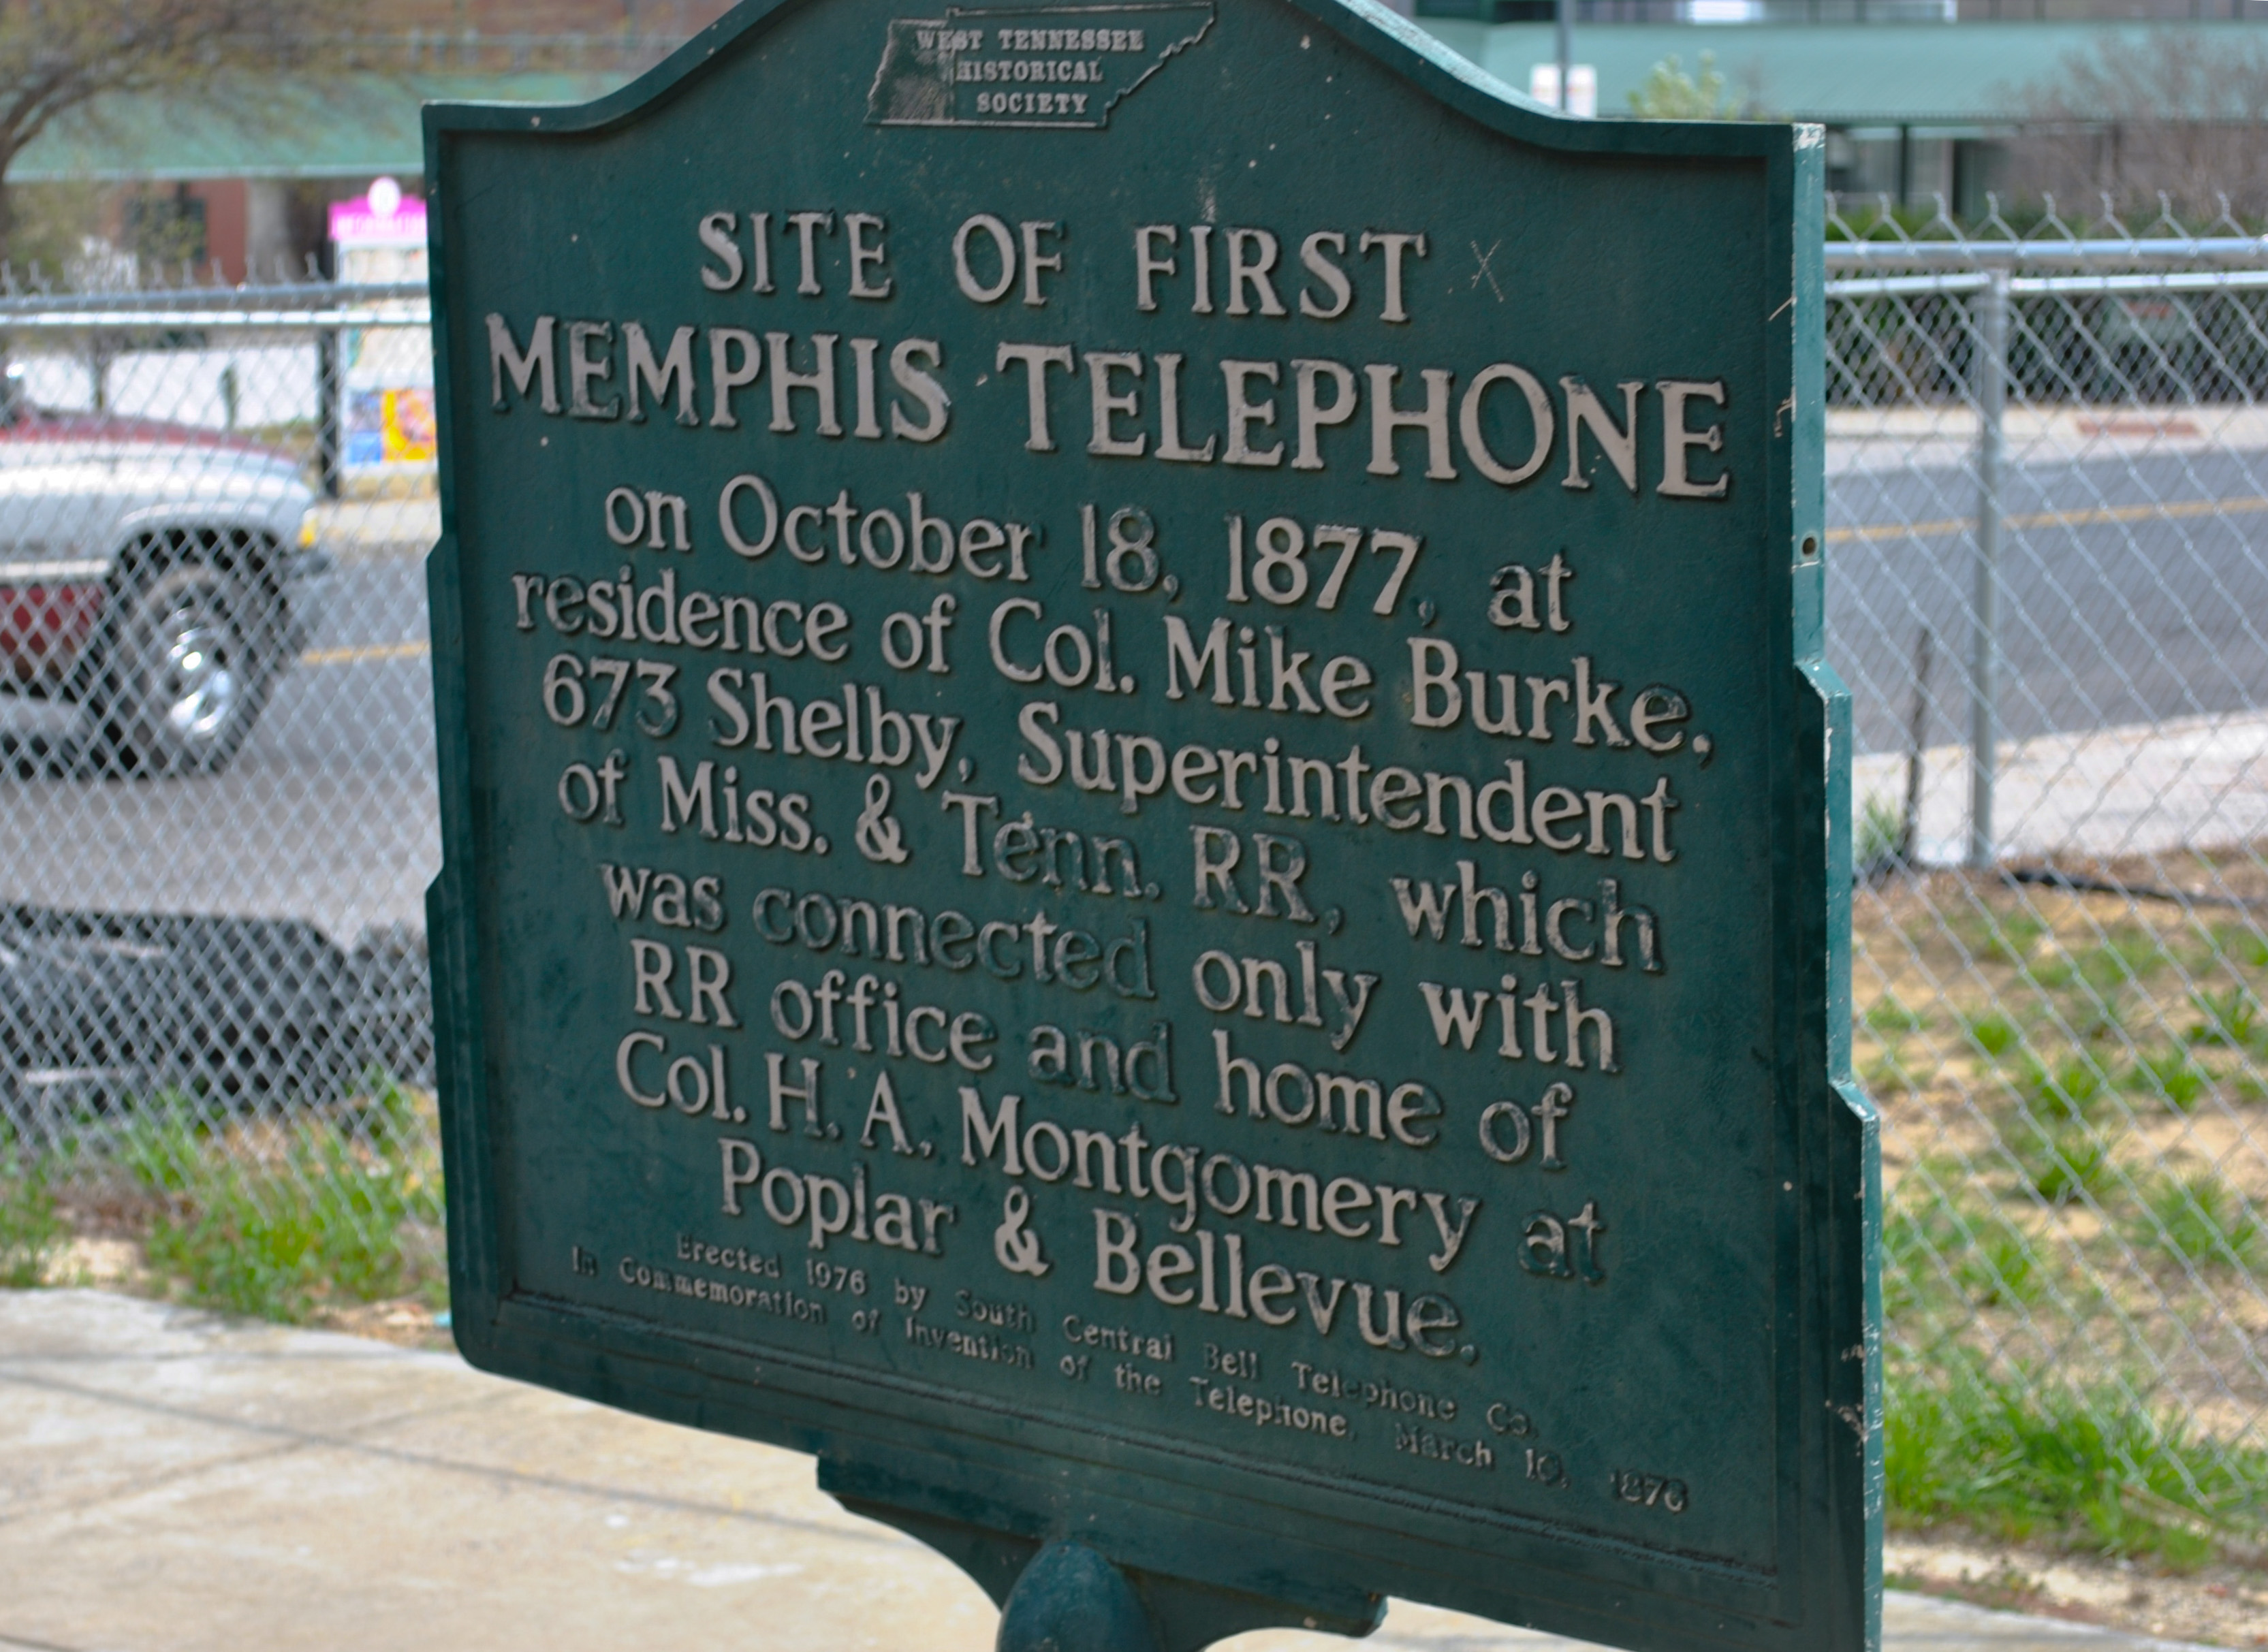 WEST TENNESSEE
HISTORICAL
SOCIETY
SITE OF FIRST
MEMPHIS TELEPHONE
on October 18, 1877, at
residence of Col. Mike Burke,
673 Shelby, Superintendent
of Miss. & Tenn. RR, which
was connected only with
RR office and home of
Col. H. A. Montgomery at
Poplar & Bellevue.
Erected 1976 by South Central Bell Telephone Co.
In Commemoration of Invention of the Telephone, March 10, 1876